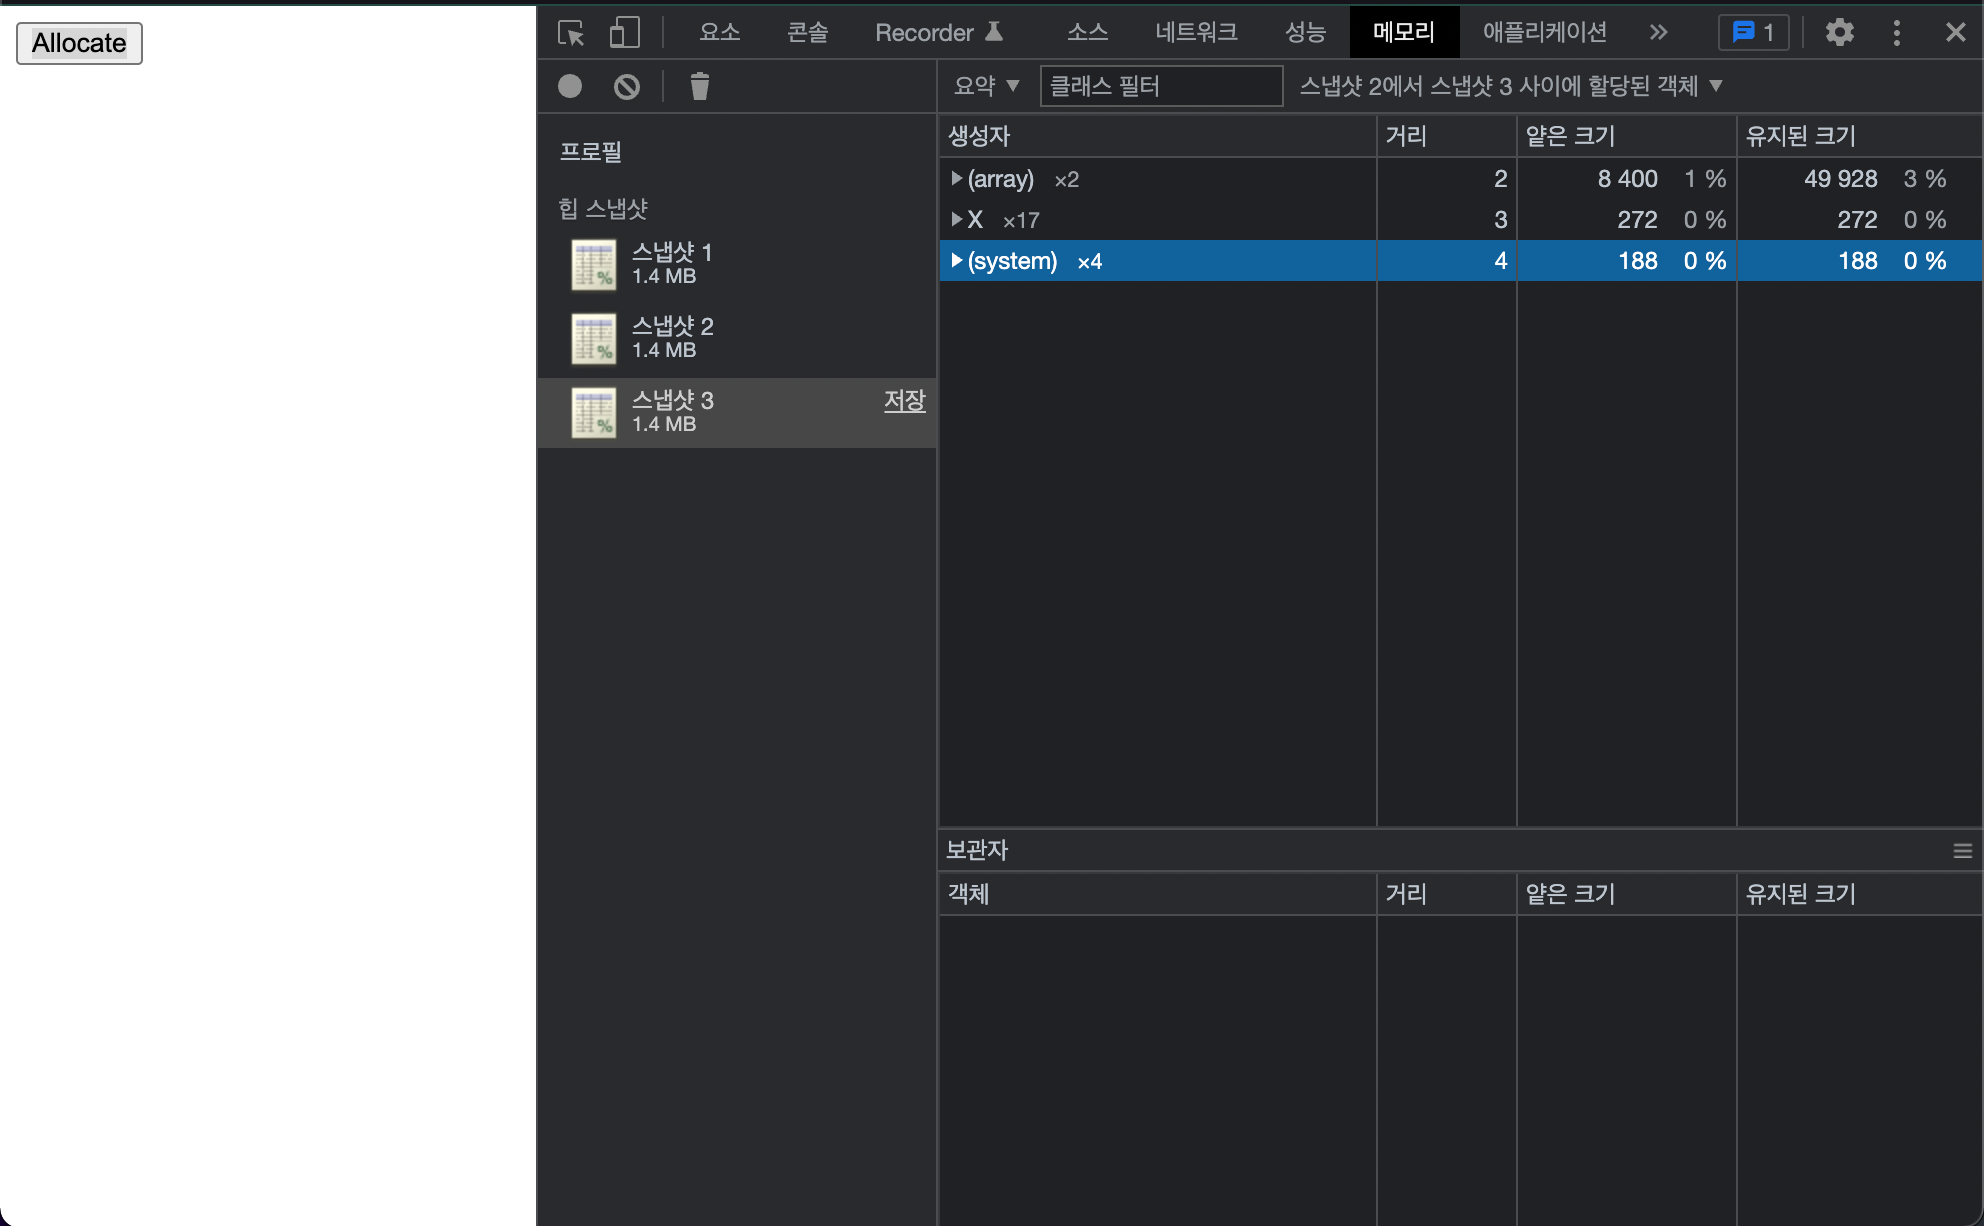 Allocate
요소 콘솔 Recorder 소스 네트워크 성능 메모리 애플리케이션 » 1
요약 ▼ 클래스 필터 스냅샷 2에서 스냅샷 3 사이에 할당된 객체 ▼
프로필
힙 스냅샷
스냅샷 1
1.4 MB
스냅샷 2
1.4 MB
스냅샷 3 저장
1.4 MB
생성자 거리 얕은 크기 유지된 크기
(array) ×2 2 8 400 1 % 49 928 3 %
X ×17 3 272 0 % 272 0 %
(system) ×4 4 188 0 % 188 0 %
보관자
객체 거리 얕은 크기 유지된 크기